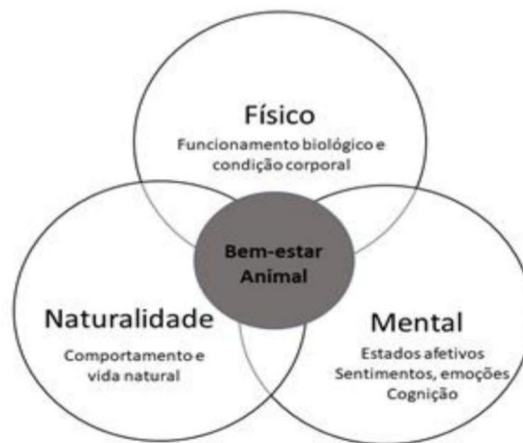 Físico
Funcionamento biológico e
condição corporal
Bem-estar
Animal
Naturalidade
Comportamento e
vida natural
Mental
Estados afetivos
Sentimentos, emoções
Cognição